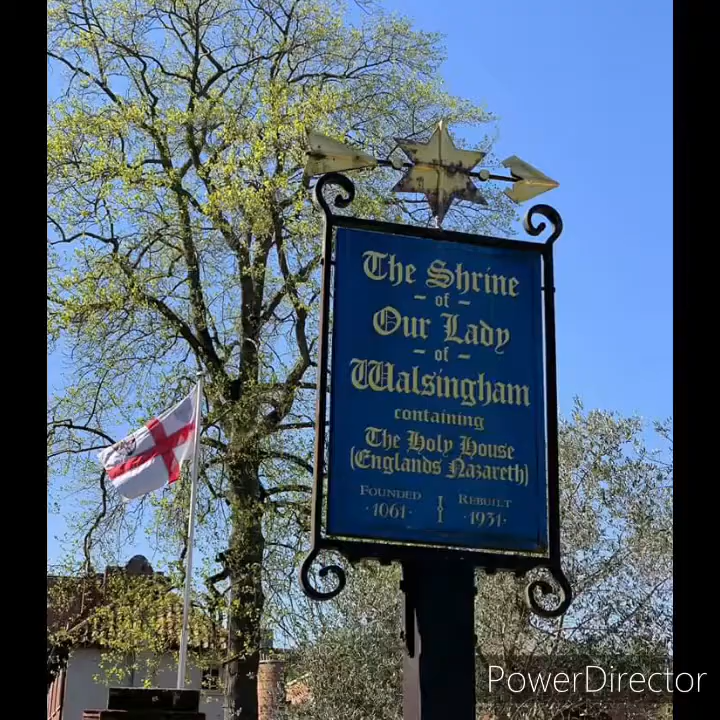 The Shrine
- of -
Our Lady
- of -
Walsingham
containing
The Holy House
(Englands Nazareth)
Founded Rebuilt
·1061· ·1931·
PowerDirector